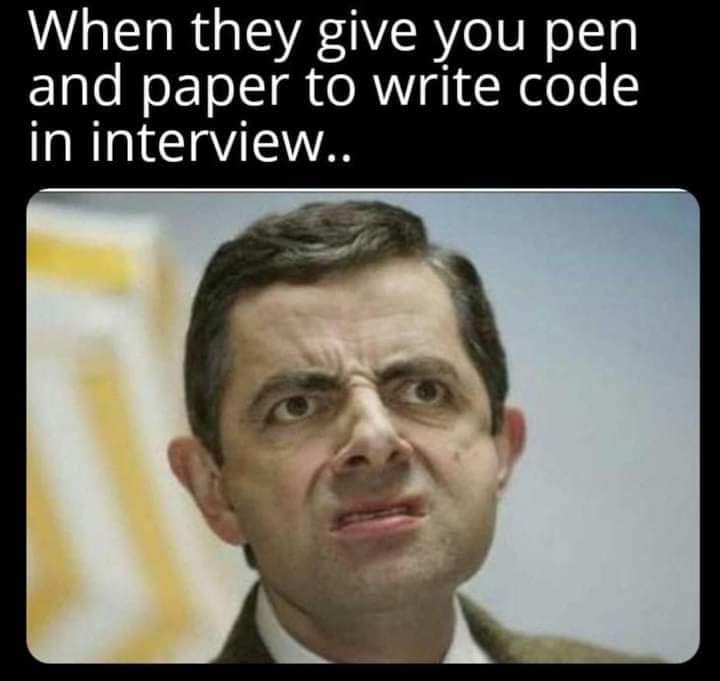 When they give you pen
and paper to write code
in interview..